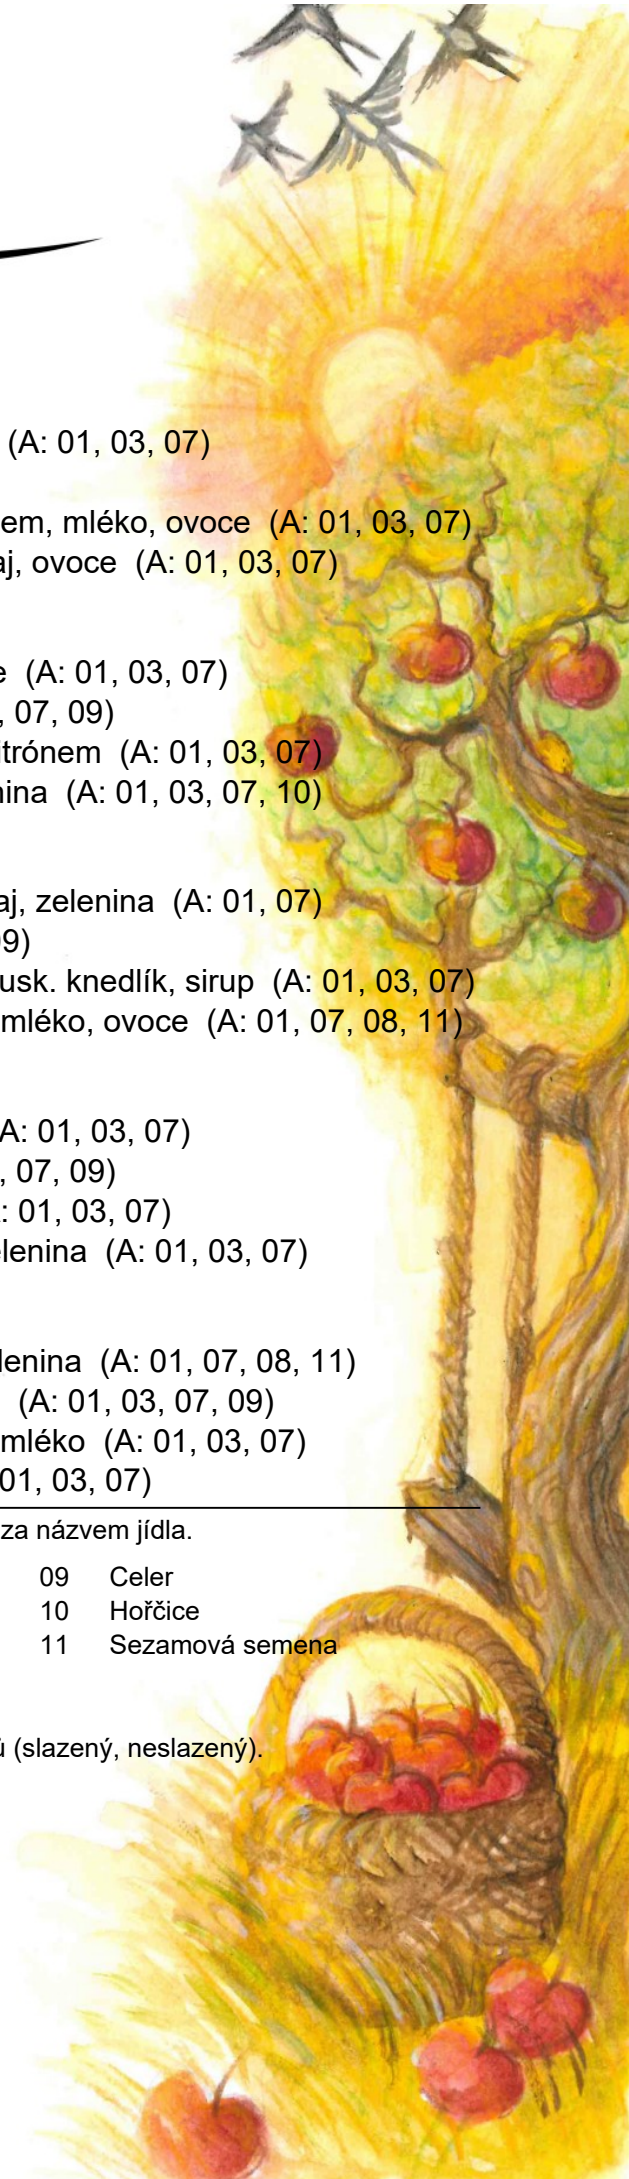 (A: 01, 03, 07)
em, mléko, ovoce (A: 01, 03, 07)
aj, ovoce (A: 01, 03, 07)
e (A: 01, 03, 07)
, 07, 09)
itrónem (A: 01, 03, 07)
nina (A: 01, 03, 07, 10)
aj, zelenina (A: 01, 07)
09)
usk. knedlík, sirup (A: 01, 03, 07)
mléko, ovoce (A: 01, 07, 08, 11)
A: 01, 03, 07)
, 07, 09)
: 01, 03, 07)
elenina (A: 01, 03, 07)
lenina (A: 01, 07, 08, 11)
(A: 01, 03, 07, 09)
mléko (A: 01, 03, 07)
01, 03, 07)
za názvem jídla.
09 Celer
10 Hořčice
11 Sezamová semena
ů (slazený, neslazený).